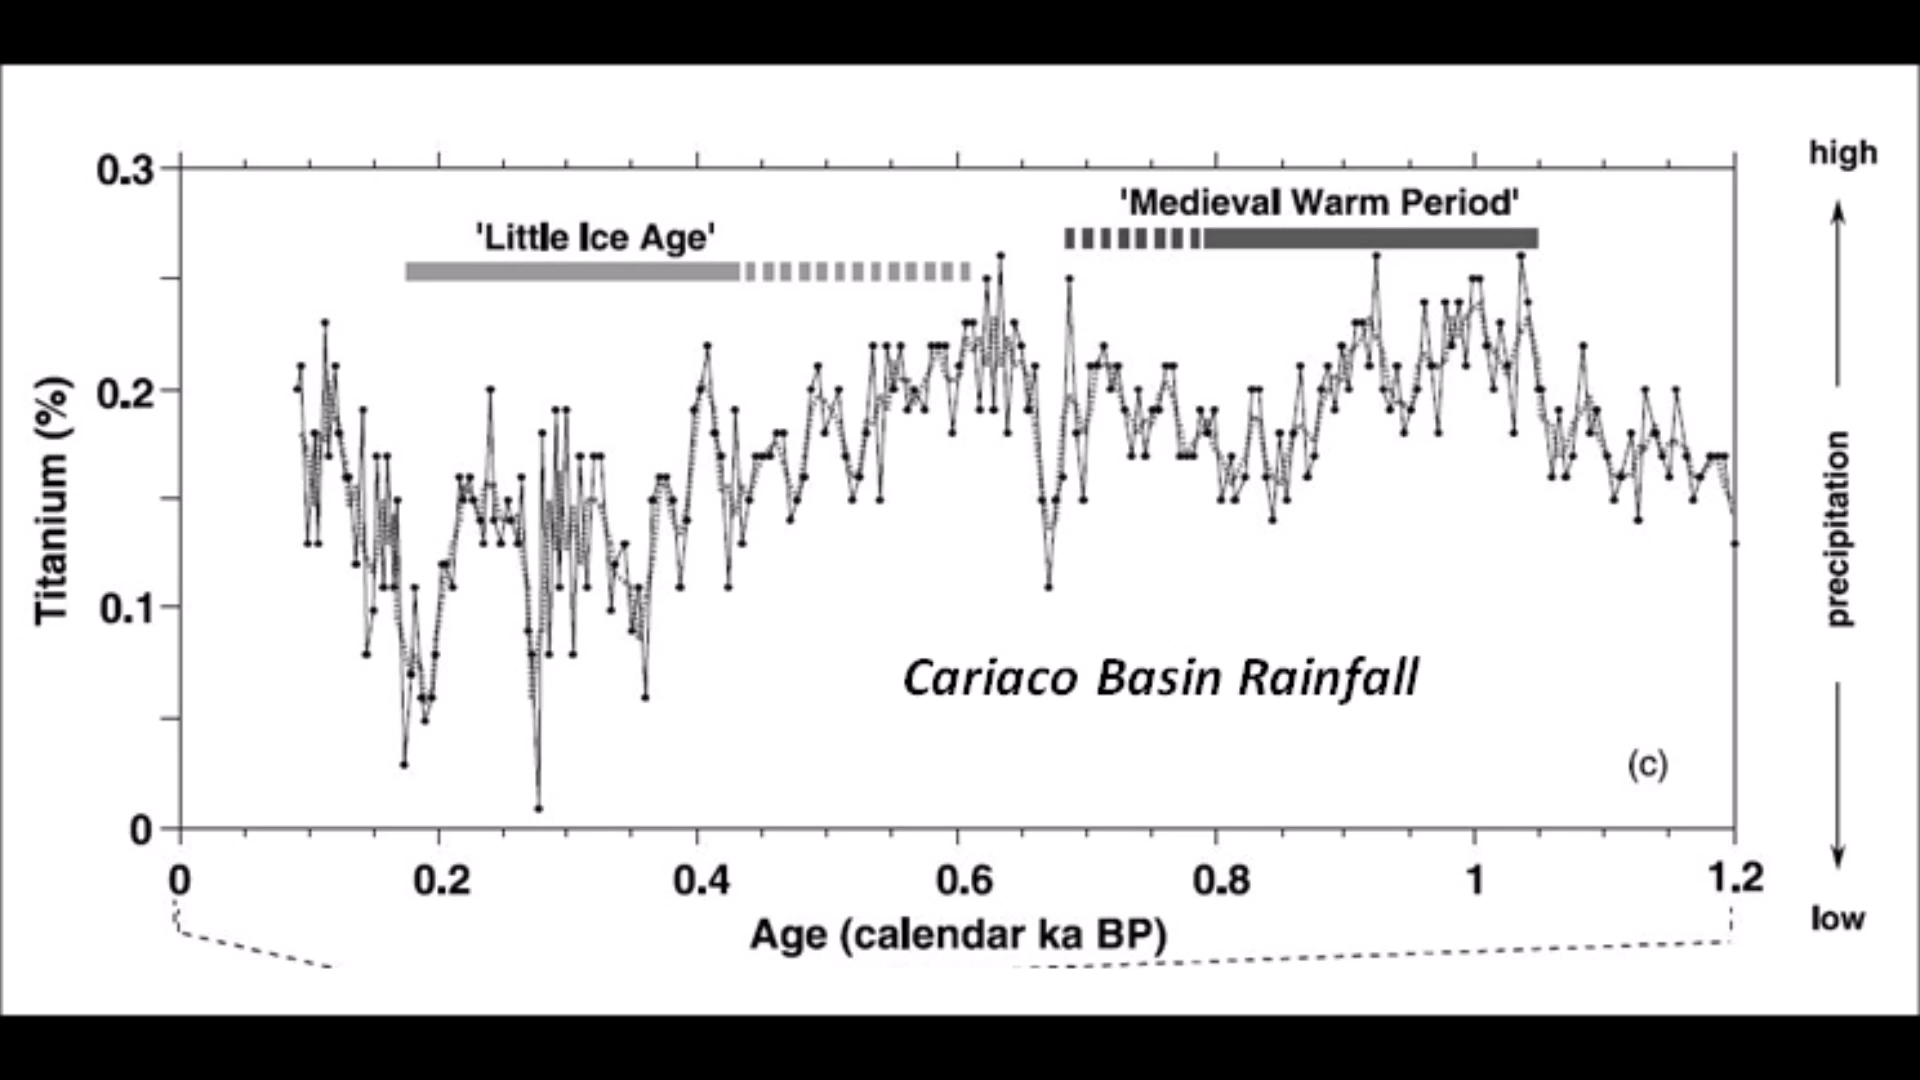 high
0.3
'Medieval Warm Period'
'Little Ice Age'
Titanium (%)
0.2
precipitation
0.1
Cariaco Basin Rainfall
(c)
0
0 0.2 0.4 0.6 0.8 1 1.2
low
Age (calendar ka BP)